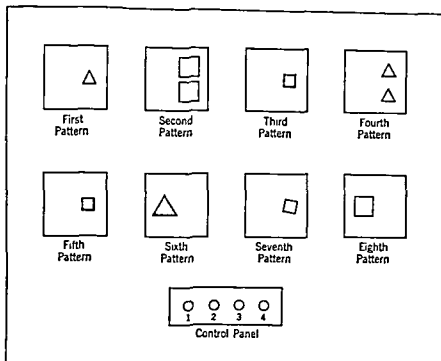 First
Pattern
Second
Pattern
Third
Pattern
Fourth
Pattern
Fifth
Pattern
Sixth
Pattern
Seventh
Pattern
Eighth
Pattern
1 2 3 4
Control Panel